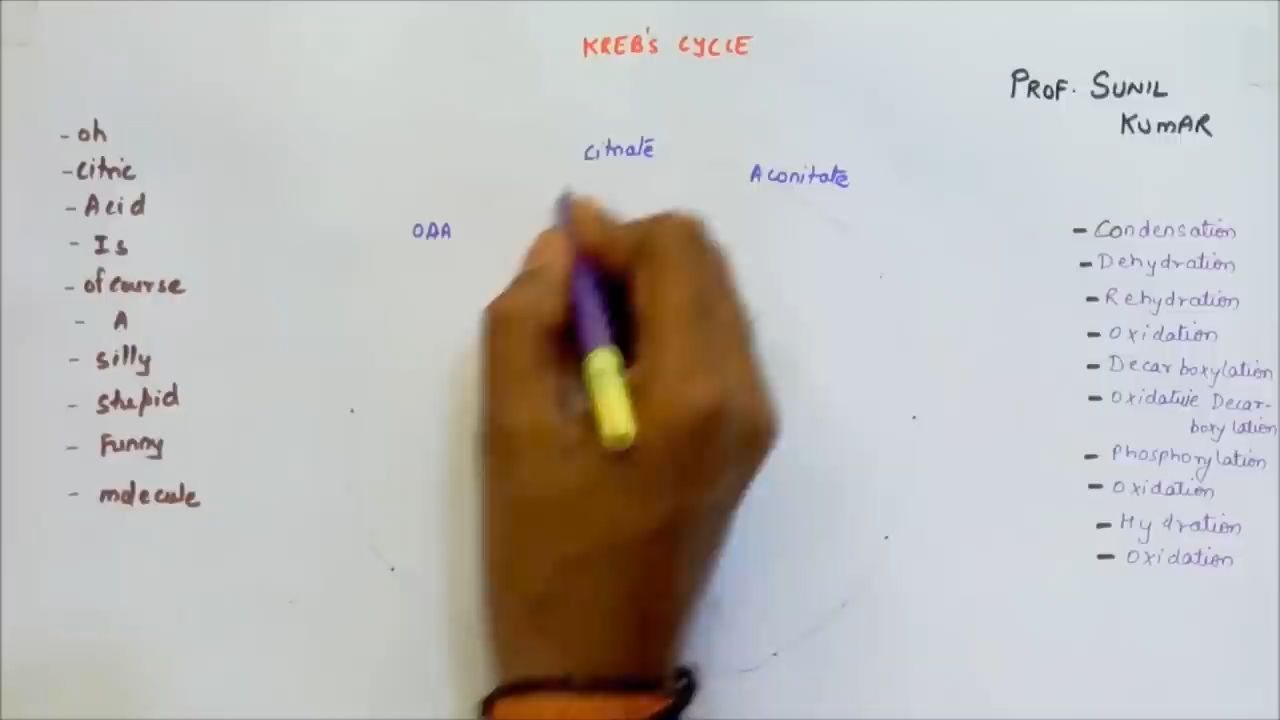 KREB'S CYCLE
PROF. SUNIL
KUMAR
- oh
- citric
- Acid
- Is
- of course
- A
- silly
- stupid
- Funny
- molecule
Citrate
Aconitate
OAA
- Condensation
- Dehydration
- Rehydration
- Oxidation
- Decarboxylation
- Oxidative Decar-
boxylation
- Phosphorylation
- Oxidation
- Hydration
- Oxidation